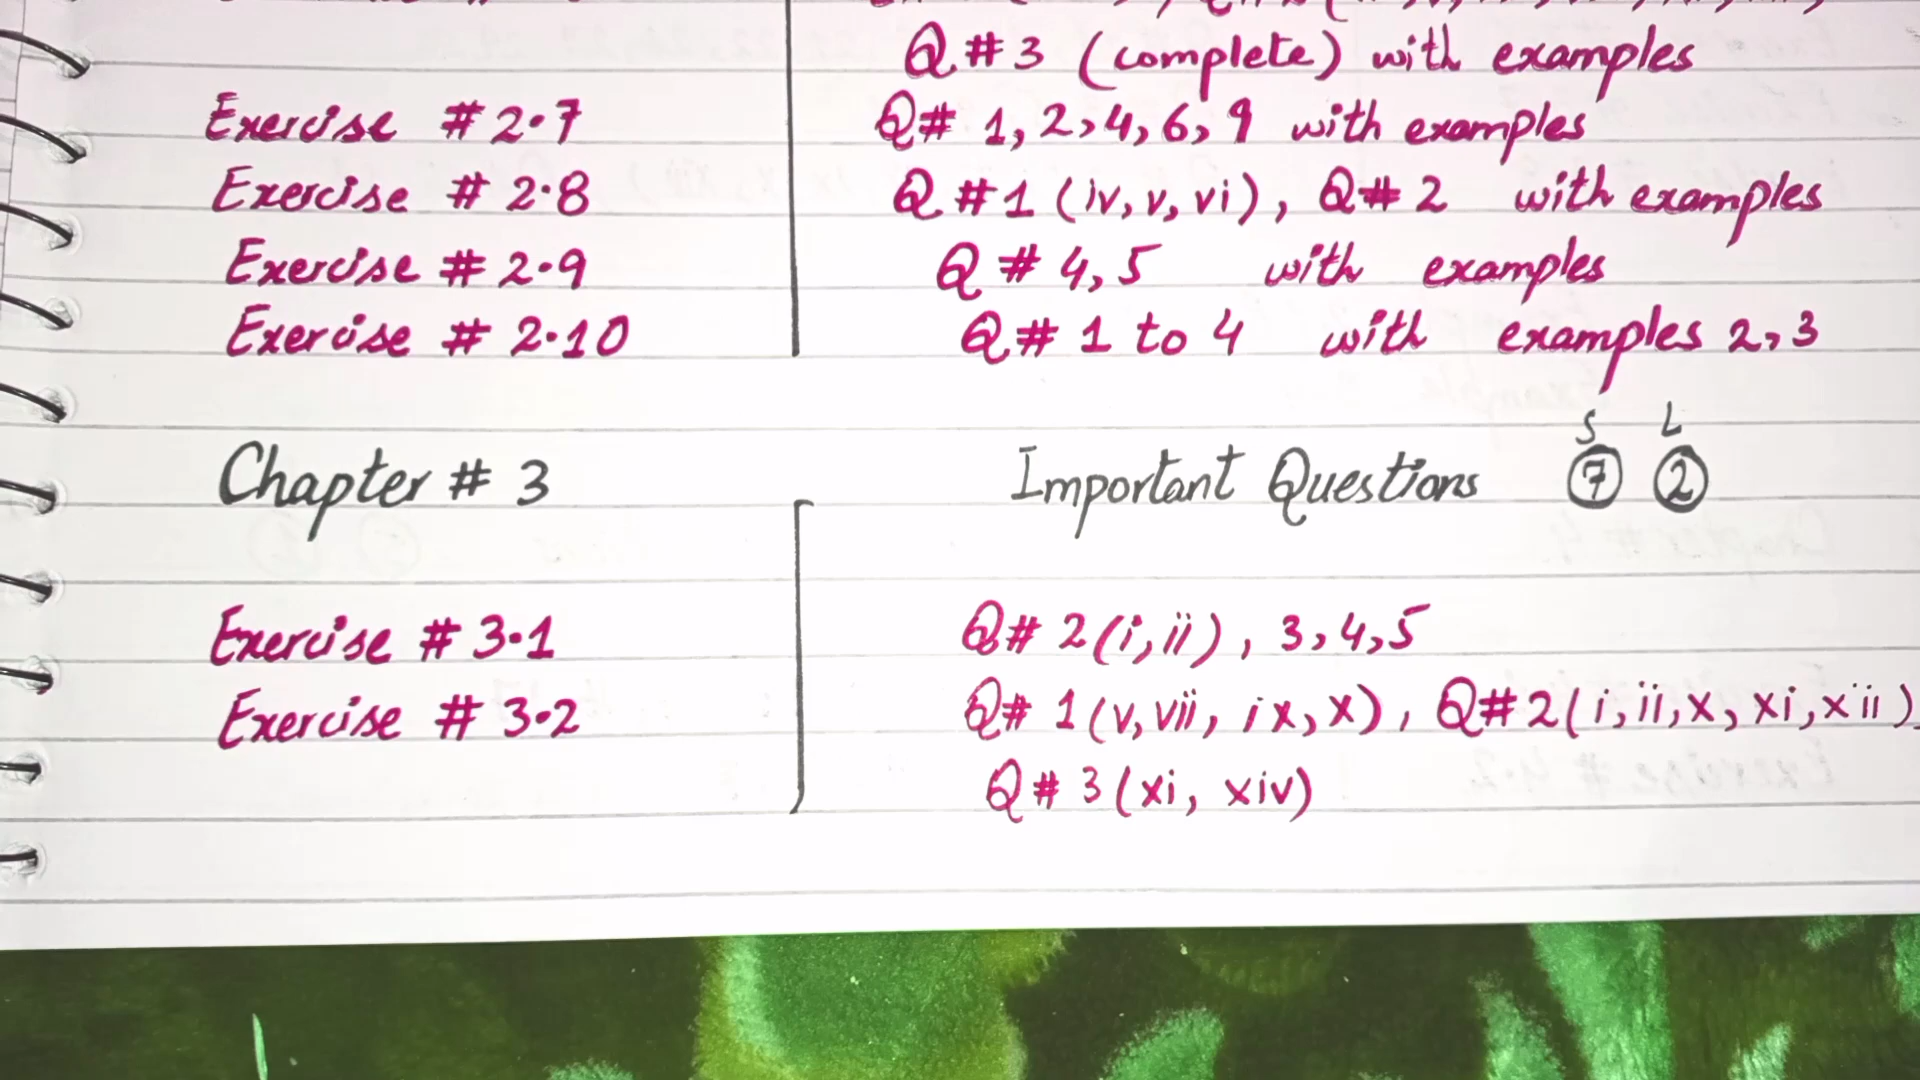 Q # 3 (complete) with examples
Exercise # 2.7 Q# 1, 2, 4, 6, 9 with examples
Exercise # 2.8 Q # 1 (iv, v, vi), Q# 2 with examples
Exercise # 2.9 Q # 4, 5 with examples
Exercise # 2.10 Q# 1 to 4 with examples 2, 3
S L
Chapter # 3 Important Questions 7 2
Exercise # 3.1 Q# 2 (i, ii), 3, 4, 5
Exercise # 3.2 Q# 1 (v, vii, ix, x), Q# 2 (i, ii, x, xi, xii),
Q # 3 (xi, xiv)